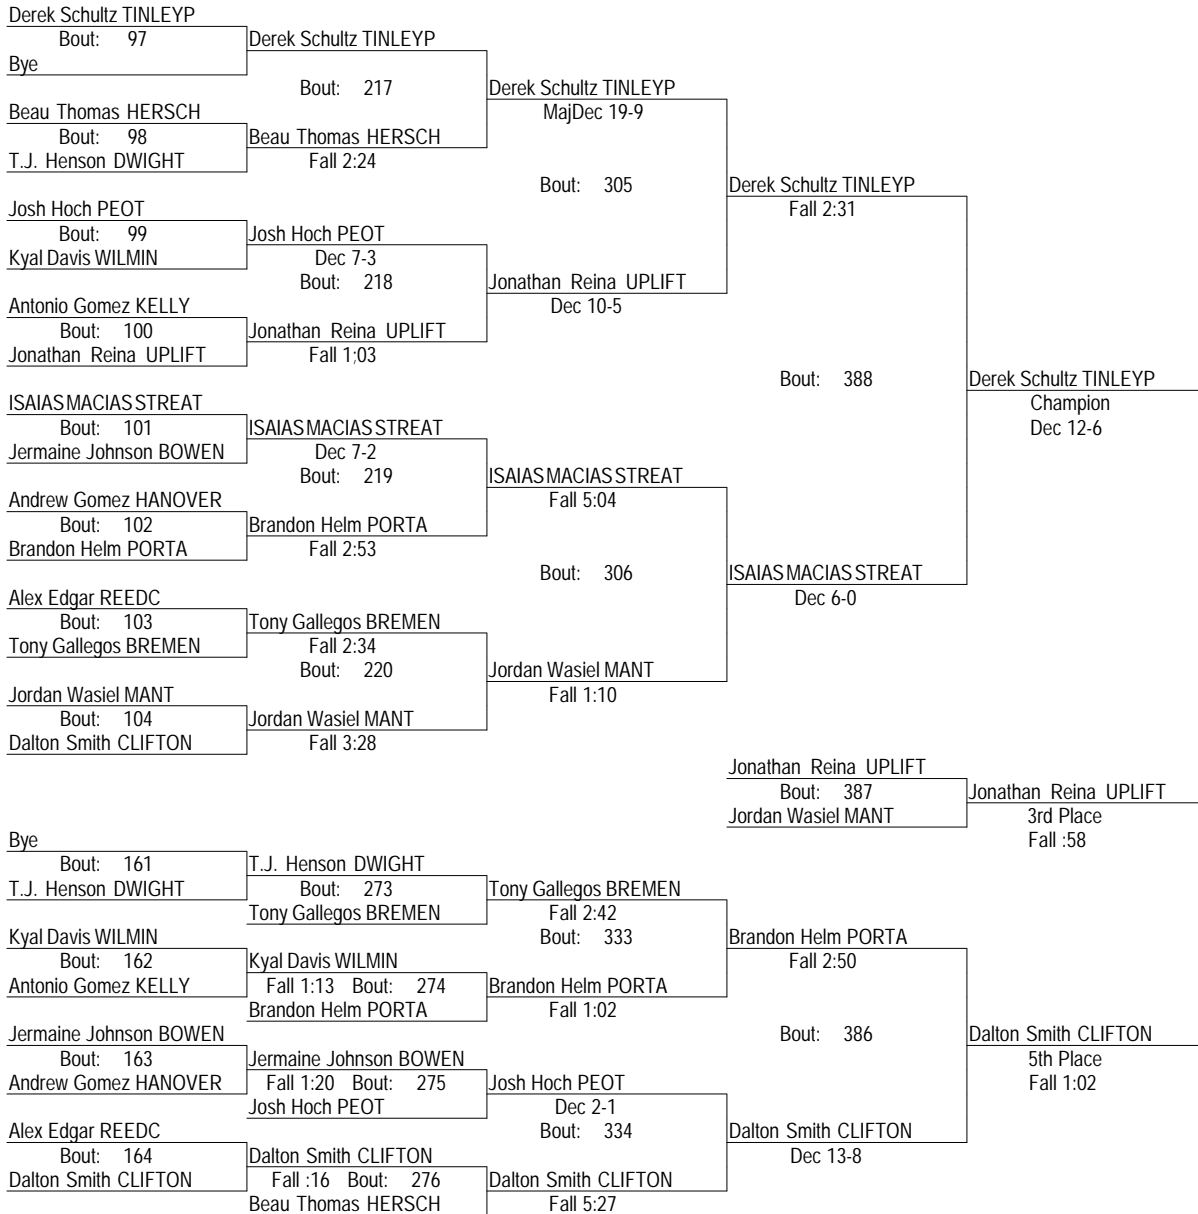 Derek Schultz TINLEYP
Bout: 97
Derek Schultz TINLEYP
Bye
Bout: 217
Derek Schultz TINLEYP
Beau Thomas HERSCH
MajDec 19-9
Bout: 98
Beau Thomas HERSCH
T.J. Henson DWIGHT
Fall 2:24
Bout: 305
Derek Schultz TINLEYP
Josh Hoch PEOT
Fall 2:31
Bout: 99
Josh Hoch PEOT
Kyal Davis WILMIN
Dec 7-3
Bout: 218
Jonathan Reina UPLIFT
Antonio Gomez KELLY
Dec 10-5
Bout: 100
Jonathan Reina UPLIFT
Jonathan Reina UPLIFT
Fall 1;03
Bout: 388
Derek Schultz TINLEYP
ISAIAS MACIAS STREAT
Champion
Bout: 101
ISAIAS MACIAS STREAT
Dec 12-6
Jermaine Johnson BOWEN
Dec 7-2
Bout: 219
ISAIAS MACIAS STREAT
Andrew Gomez HANOVER
Fall 5:04
Bout: 102
Brandon Helm PORTA
Brandon Helm PORTA
Fall 2:53
Bout: 306
ISAIAS MACIAS STREAT
Alex Edgar REEDC
Dec 6-0
Bout: 103
Tony Gallegos BREMEN
Tony Gallegos BREMEN
Fall 2:34
Bout: 220
Jordan Wasiel MANT
Jordan Wasiel MANT
Fall 1:10
Bout: 104
Jordan Wasiel MANT
Dalton Smith CLIFTON
Fall 3:28
Jonathan Reina UPLIFT
Bout: 387
Jonathan Reina UPLIFT
Jordan Wasiel MANT
3rd Place
Fall :58
Bye
Bout: 161
T.J. Henson DWIGHT
T.J. Henson DWIGHT
Bout: 273
Tony Gallegos BREMEN
Tony Gallegos BREMEN
Fall 2:42
Kyal Davis WILMIN
Bout: 333
Brandon Helm PORTA
Bout: 162
Kyal Davis WILMIN
Fall 2:50
Antonio Gomez KELLY
Fall 1:13 Bout: 274
Brandon Helm PORTA
Brandon Helm PORTA
Fall 1:02
Jermaine Johnson BOWEN
Bout: 386
Dalton Smith CLIFTON
Bout: 163
Jermaine Johnson BOWEN
5th Place
Andrew Gomez HANOVER
Fall 1:20 Bout: 275
Josh Hoch PEOT
Fall 1:02
Josh Hoch PEOT
Dec 2-1
Alex Edgar REEDC
Bout: 334
Dalton Smith CLIFTON
Bout: 164
Dalton Smith CLIFTON
Dec 13-8
Dalton Smith CLIFTON
Fall :16 Bout: 276
Dalton Smith CLIFTON
Beau Thomas HERSCH
Fall 5:27